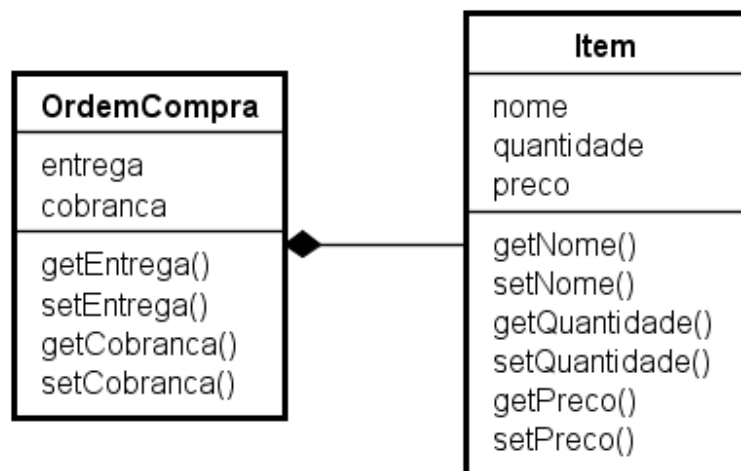 OrdemCompra
entrega
cobranca
getEntrega()
setEntrega()
getCobranca()
setCobranca()
Item
nome
quantidade
preco
getNome()
setNome()
getQuantidade()
setQuantidade()
getPreco()
setPreco()